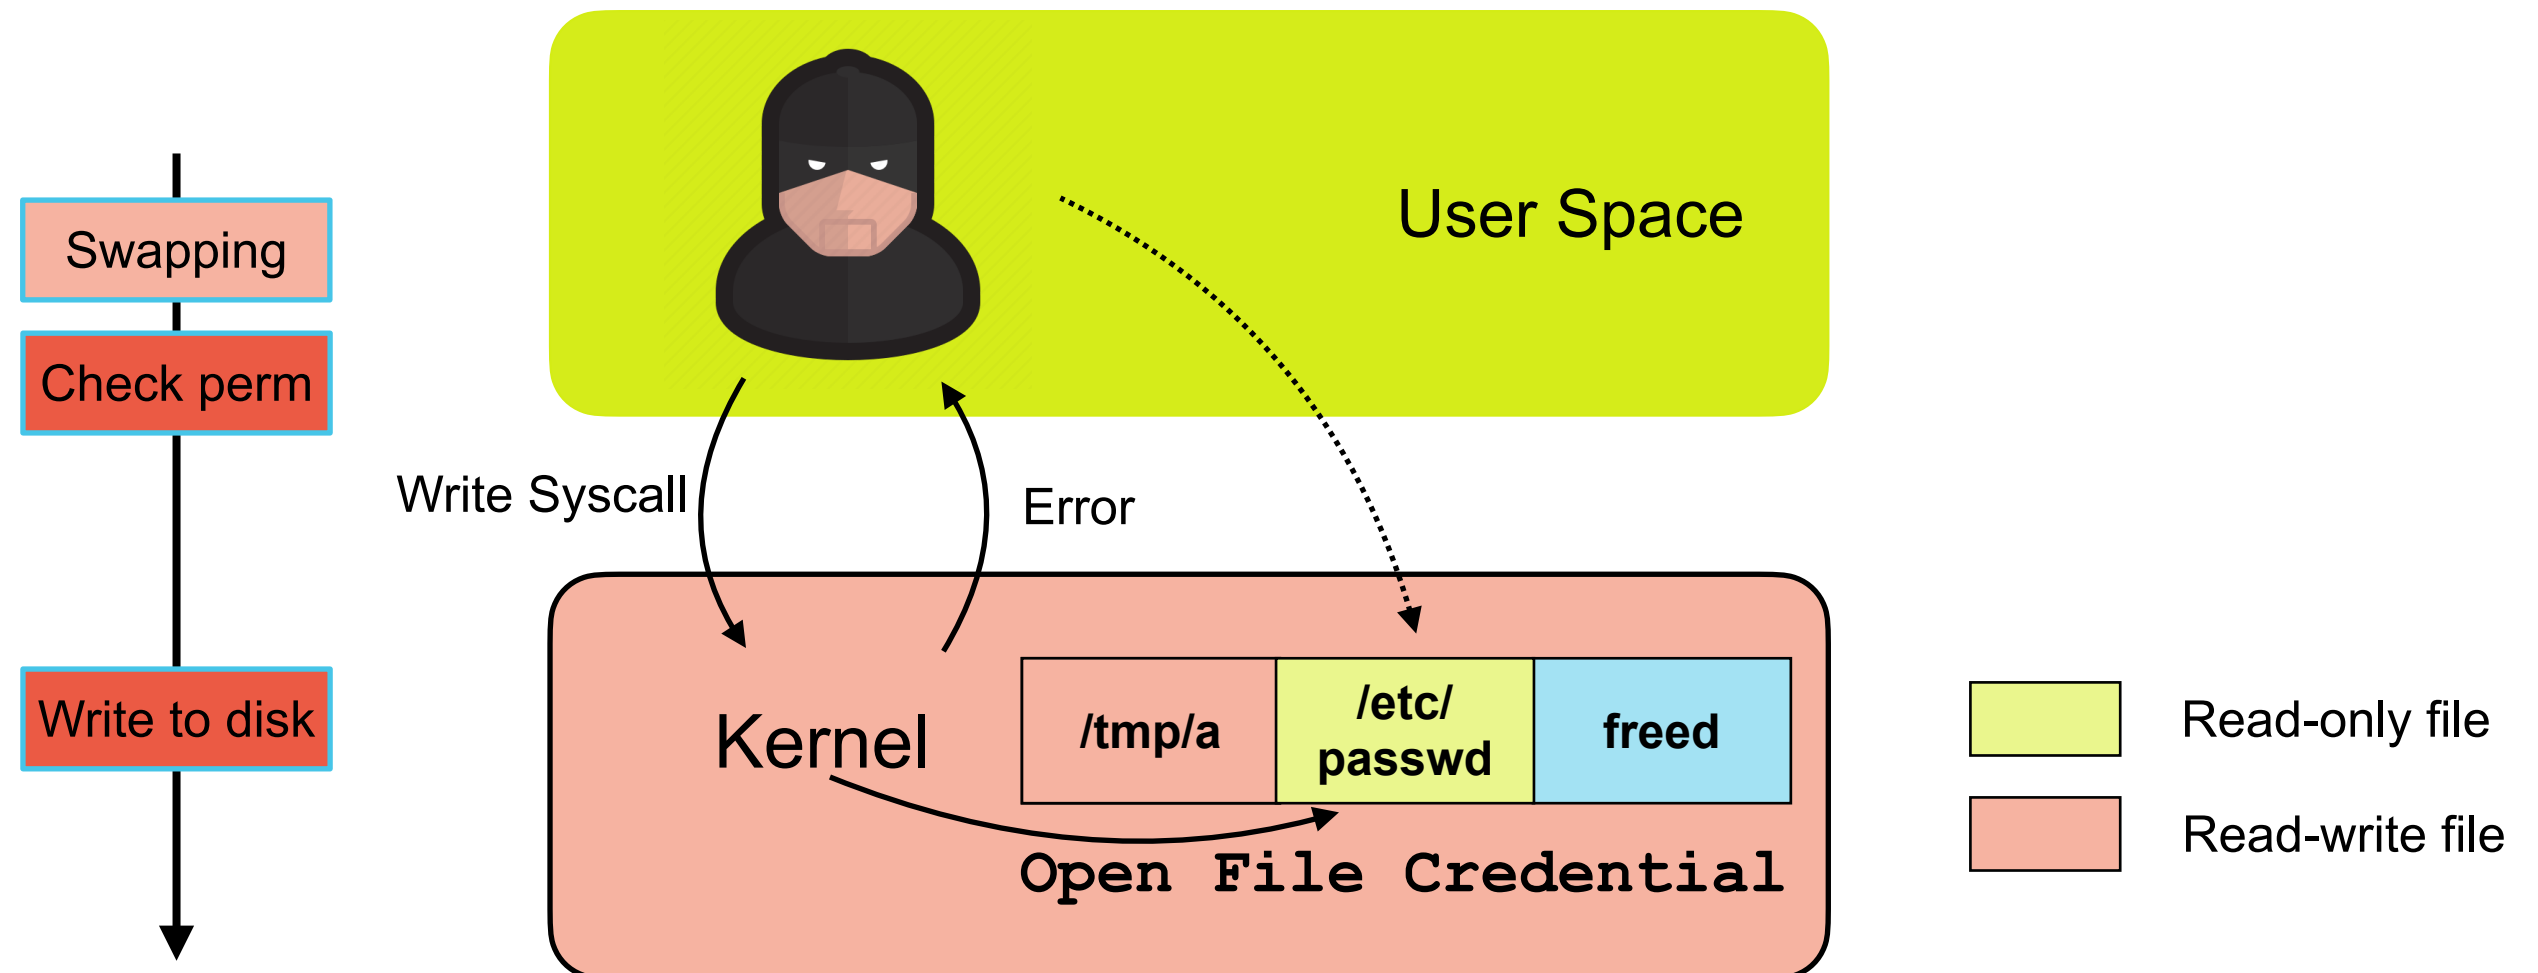 Swapping
Check perm
Write to disk
User Space
Write Syscall
Error
Kernel
/tmp/a
/etc/
passwd
freed
Open File Credential
Read-only file
Read-write file